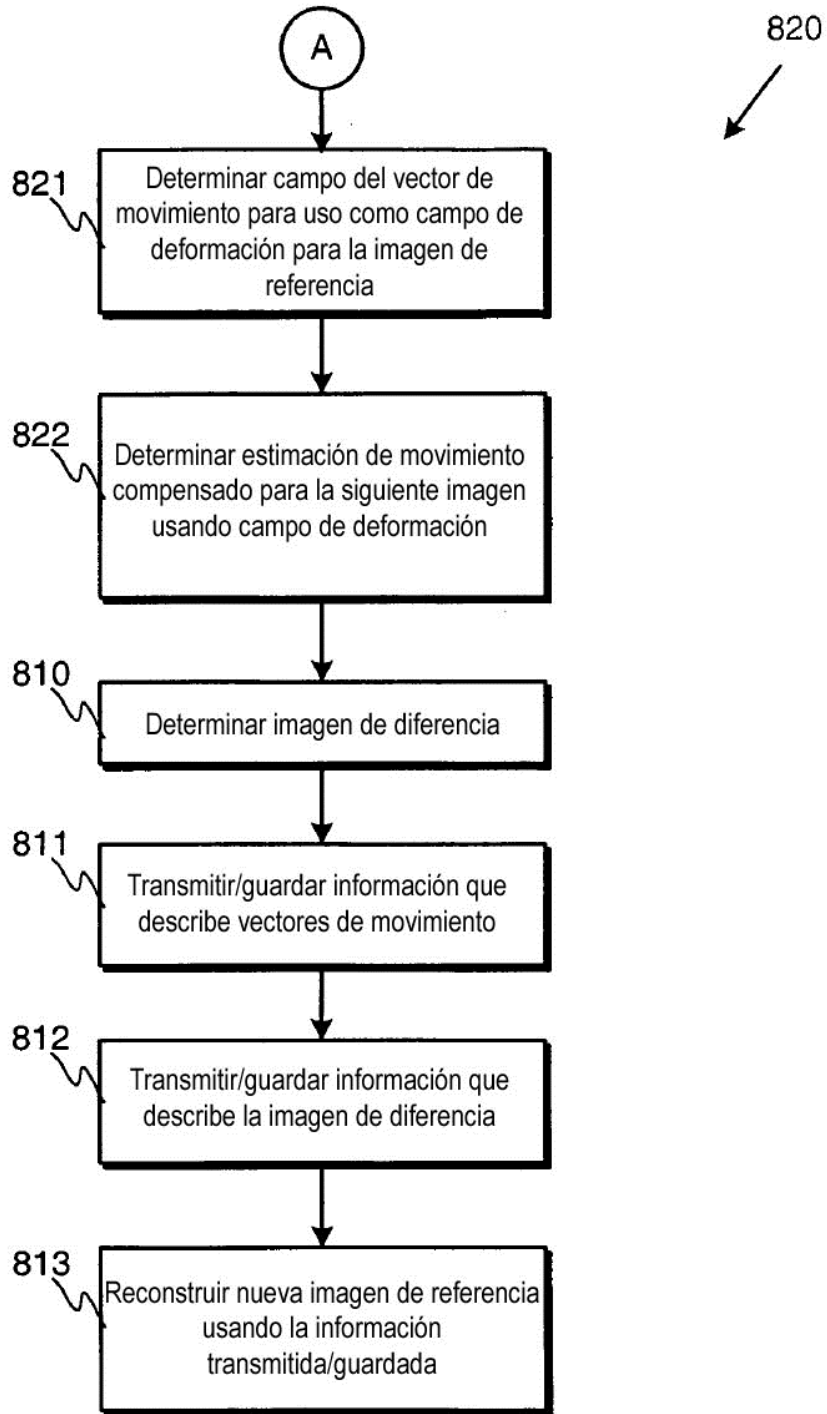 A
820
821
Determinar campo del vector de
movimiento para uso como campo de
deformación para la imagen de
referencia
822
Determinar estimación de movimiento
compensado para la siguiente imagen
usando campo de deformación
810
Determinar imagen de diferencia
811
Transmitir/guardar información que
describe vectores de movimiento
812
Transmitir/guardar información que
describe la imagen de diferencia
813
Reconstruir nueva imagen de referencia
usando la información
transmitida/guardada